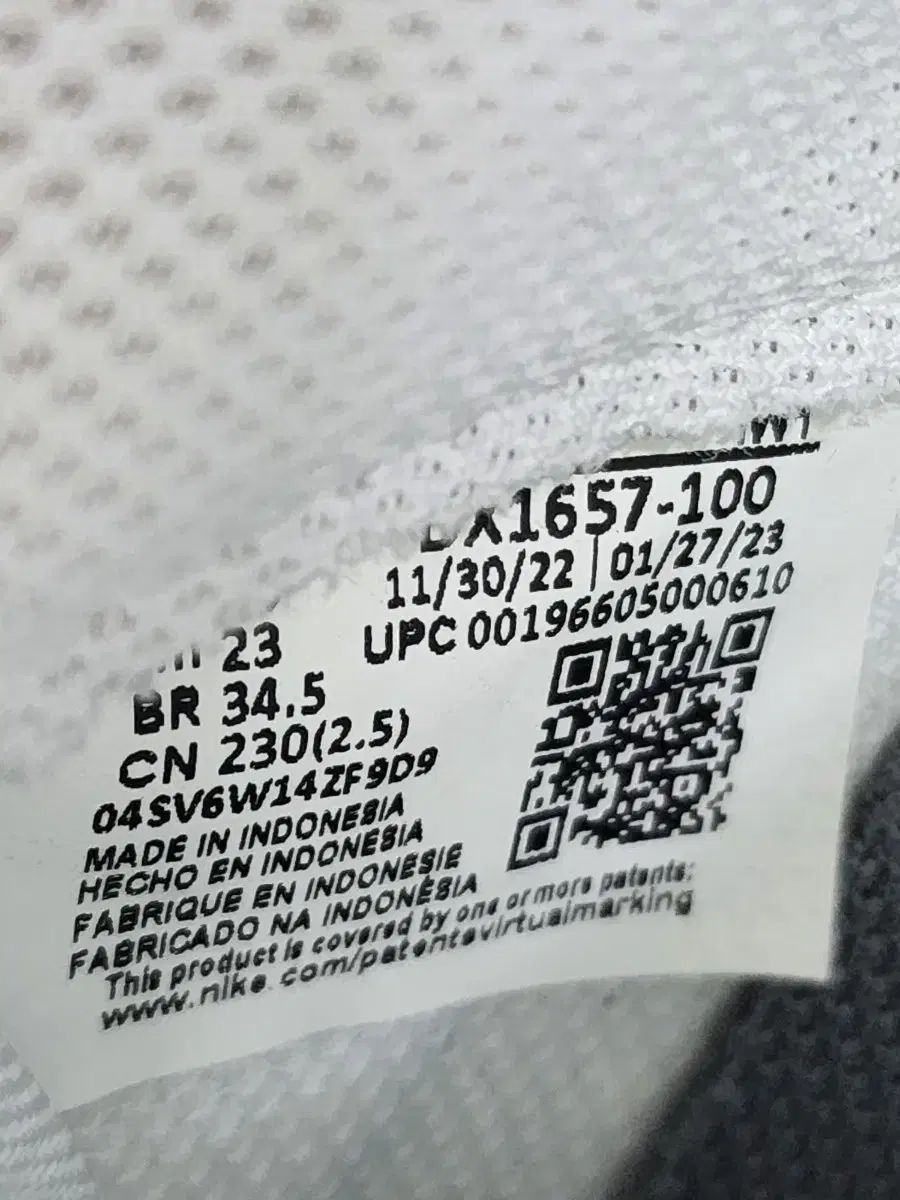 1657-100
11/30/22 | 01/27/23
UPC 00196605000610
23
BR 34.5
CN 230(2.5)
04SV6W14ZF9D9
MADE IN INDONESIA
HECHO EN INDONESIA
FABRIQUE EN INDONESIE
FABRICADO NA INDONÉSIA
This product is covered by one or more patents:
www.nike.com/patentsvirtualmarking